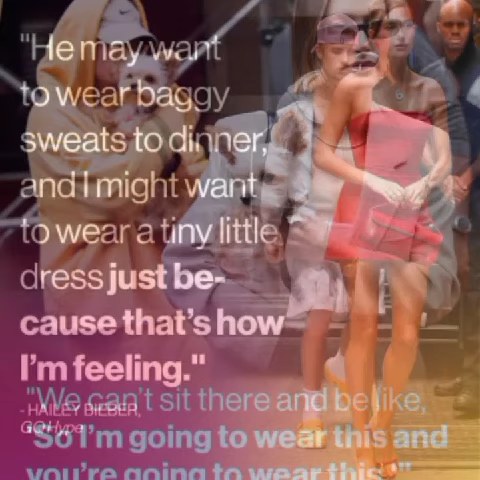 "He may want
to wear baggy
sweats to dinner,
and I might want
to wear a tiny little
dress just be-
cause that's how
I'm feeling."
- HAILEY BIEBER,
GQ Hype
"We can't sit there and be like,
'So I'm going to wear this and
you're going to wear this.'"